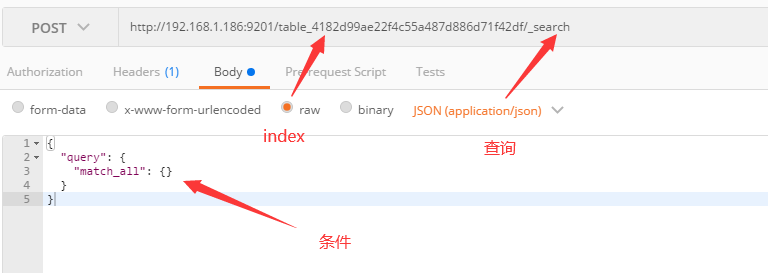 POST http://192.168.1.186:9201/table_4182d99ae22f4c55a487d886d71f42df/_search
Authorization Headers (1) Body Pre-request Script Tests
form-data x-www-form-urlencoded raw binary JSON (application/json)
index
查询
1 {
2 "query": {
3 "match_all": {}
4 }
5 }
条件